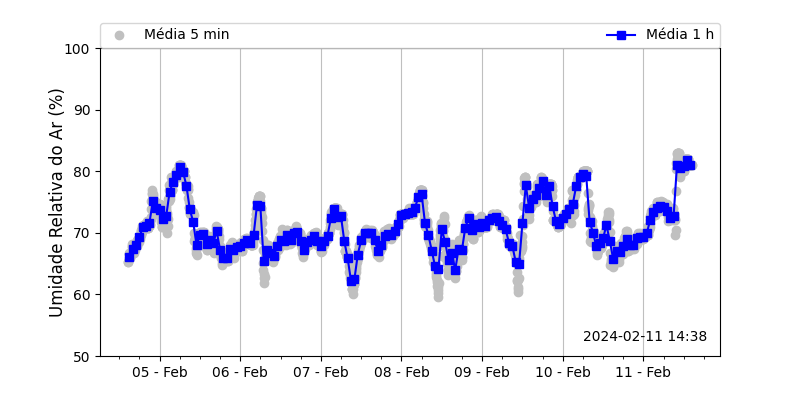 Média 5 min Média 1 h
100
90
80
70
60
50
Umidade Relativa do Ar (%)
2024-02-11 14:38
05 - Feb 06 - Feb 07 - Feb 08 - Feb 09 - Feb 10 - Feb 11 - Feb